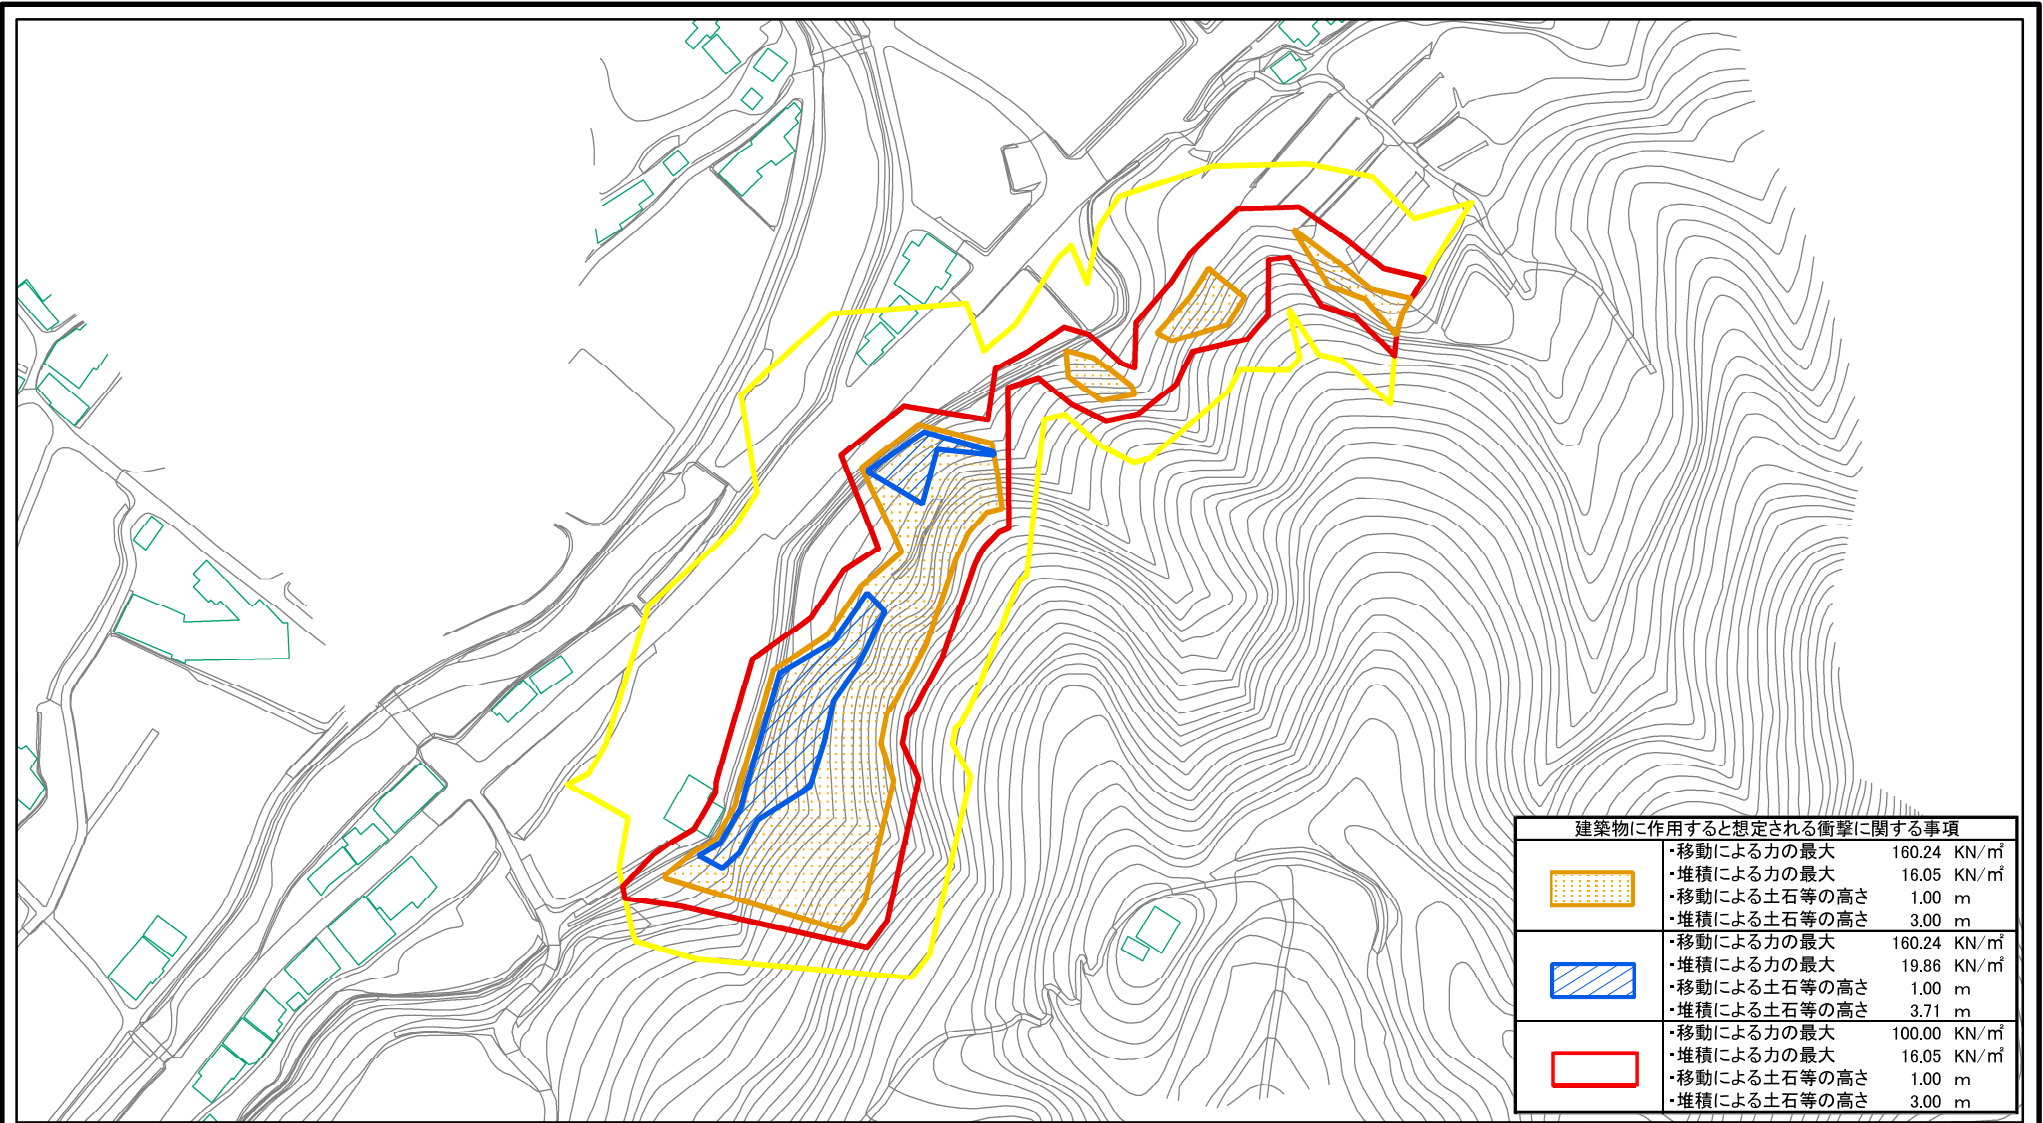 建築物に作用すると想定される衝撃に関する事項
・移動による力の最大 160.24 KN/㎡
・堆積による力の最大 16.05 KN/㎡
・移動による土石等の高さ 1.00 m
・堆積による土石等の高さ 3.00 m
・移動による力の最大 160.24 KN/㎡
・堆積による力の最大 19.86 KN/㎡
・移動による土石等の高さ 1.00 m
・堆積による土石等の高さ 3.71 m
・移動による力の最大 100.00 KN/㎡
・堆積による力の最大 16.05 KN/㎡
・移動による土石等の高さ 1.00 m
・堆積による土石等の高さ 3.00 m